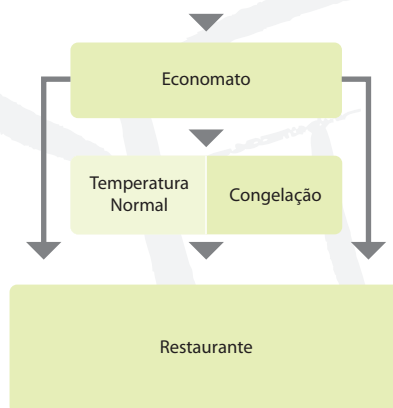 Economato
Temperatura
Normal
Congelação
Restaurante